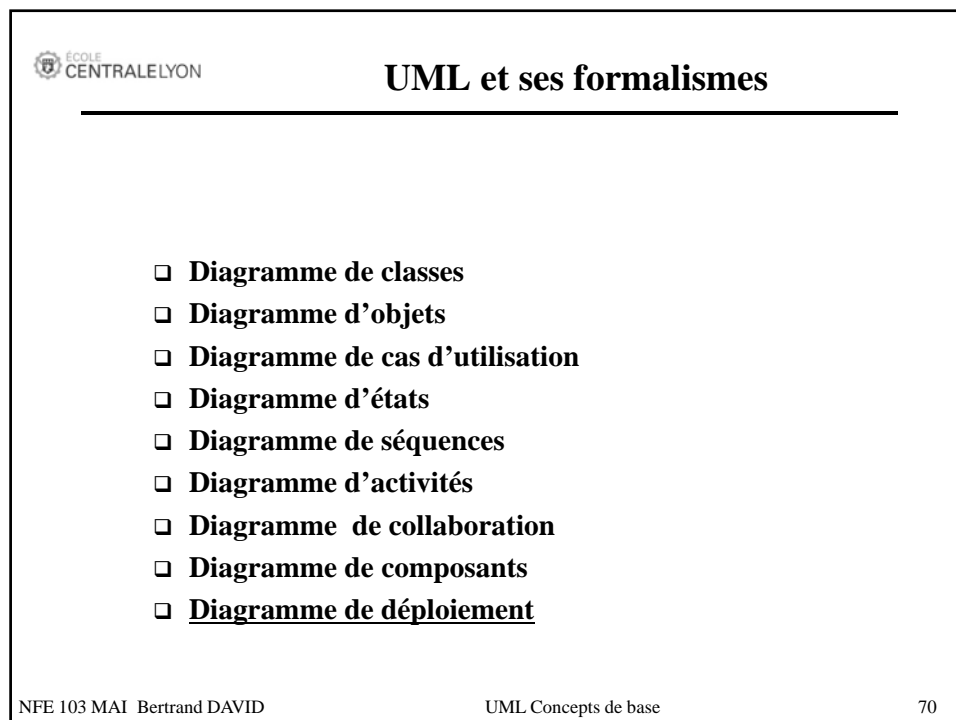 ÉCOLE
CENTRALELYON
UML et ses formalismes
❑ Diagramme de classes
❑ Diagramme d’objets
❑ Diagramme de cas d’utilisation
❑ Diagramme d’états
❑ Diagramme de séquences
❑ Diagramme d’activités
❑ Diagramme de collaboration
❑ Diagramme de composants
❑ Diagramme de déploiement
NFE 103 MAI Bertrand DAVID UML Concepts de base 70